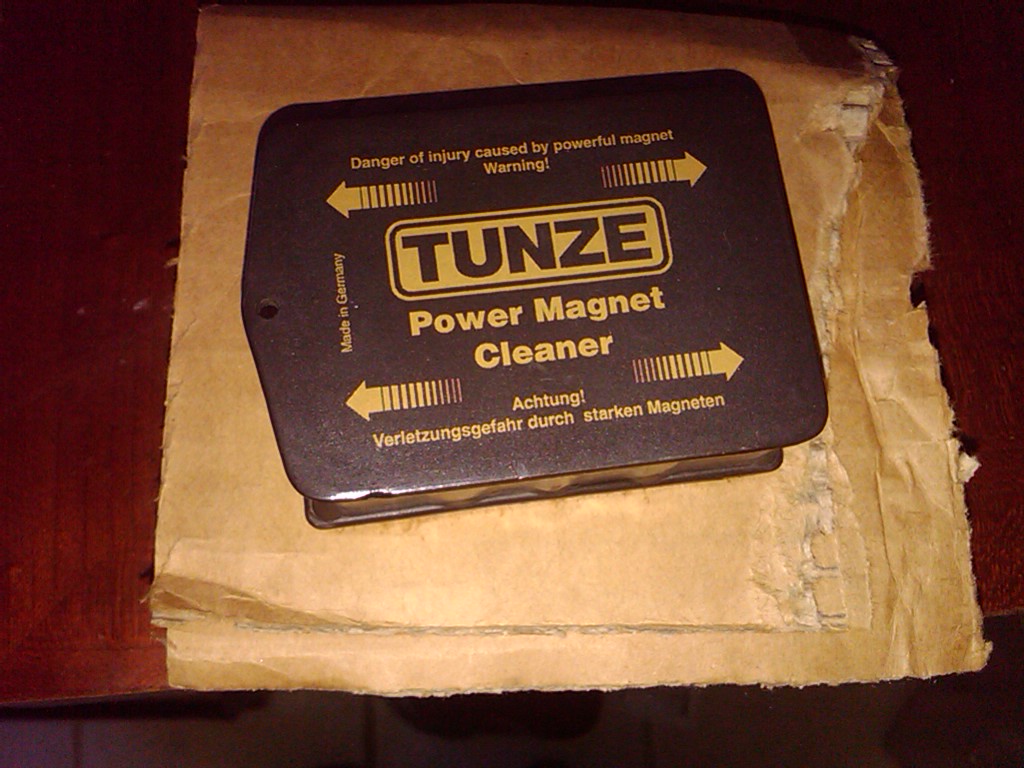 Danger of injury caused by powerful magnet
Warning!
TUNZE
Power Magnet
Cleaner
Made in Germany
Achtung!
Verletzungsgefahr durch starken Magneten